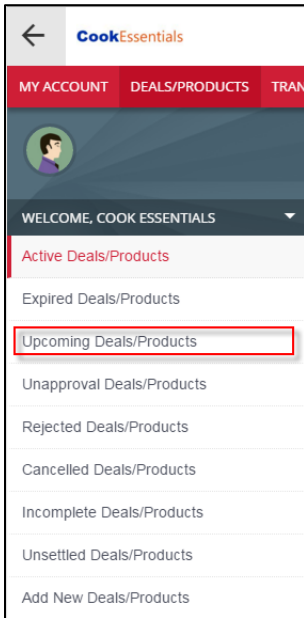 CookEssentials
MY ACCOUNT DEALS/PRODUCTS TRAN
WELCOME, COOK ESSENTIALS
Active Deals/Products
Expired Deals/Products
Upcoming Deals/Products
Unapproval Deals/Products
Rejected Deals/Products
Cancelled Deals/Products
Incomplete Deals/Products
Unsettled Deals/Products
Add New Deals/Products